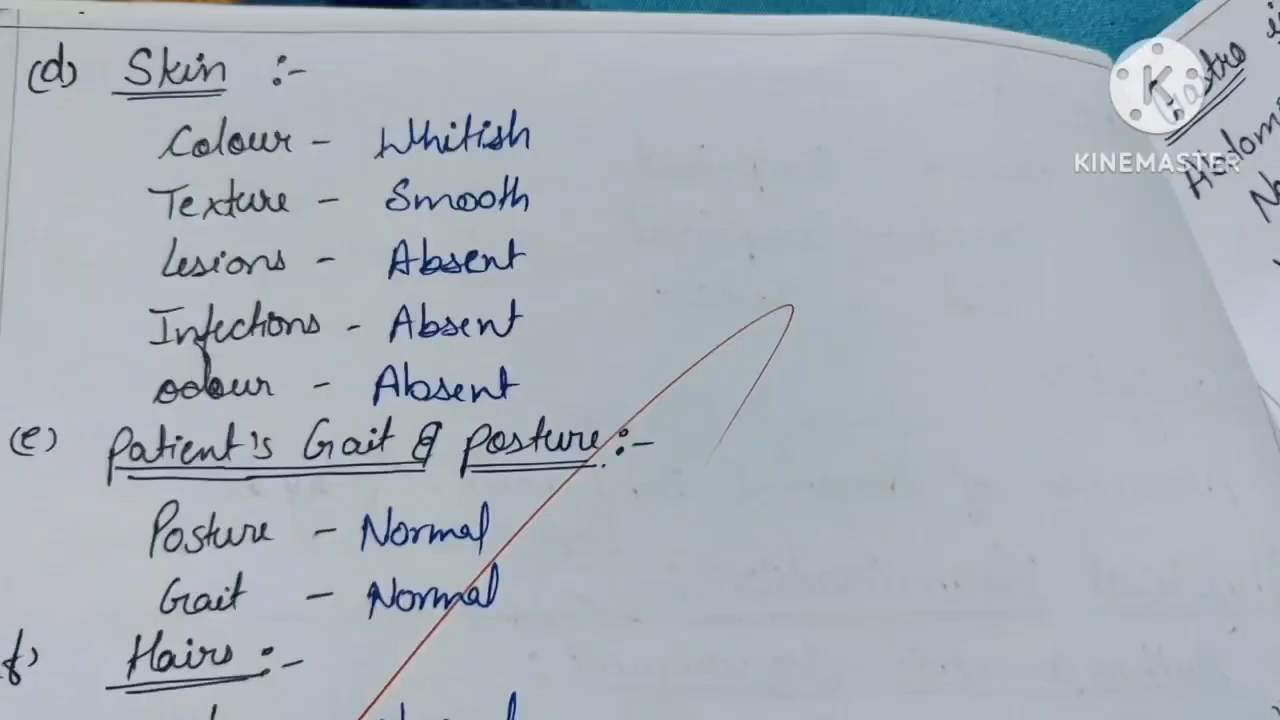 (d) Skin :-
Colour - Whitish
Texture - Smooth
Lesions - Absent
Infections - Absent
odour - Absent
(e) Patient's Gait & posture :-
Posture - Normal
Gait - Normal
f) Hairs :-
KINEMASTER
Gastro